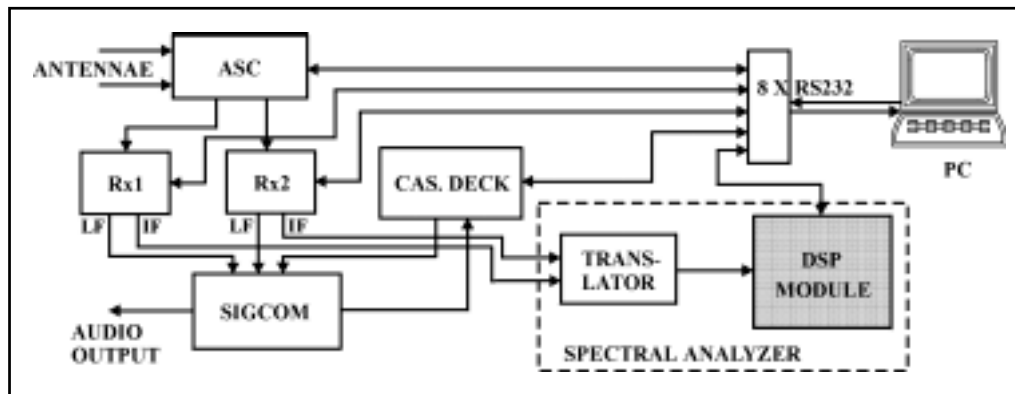 ANTENNAE
ASC
8 X RS232
PC
Rx1
Rx2
CAS. DECK
LF IF
LF IF
TRANS-
LATOR
DSP
MODULE
SIGCOM
AUDIO
OUTPUT
SPECTRAL ANALYZER